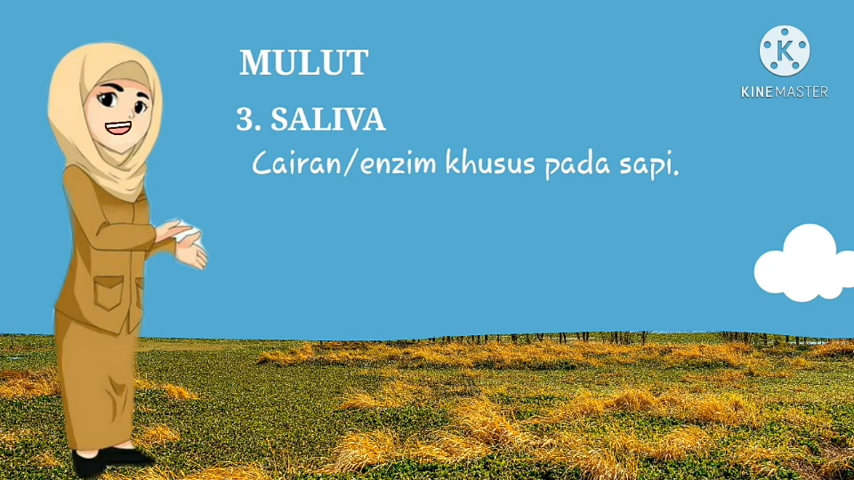 MULUT
3. SALIVA
Cairan/enzim khusus pada sapi.
K
KINEMASTER